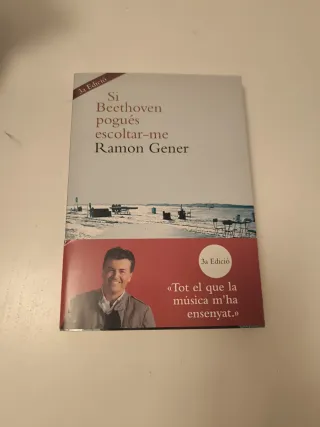 3a Edició
Si
Beethoven
pogués
escoltar-me
Ramon Gener
3a Edició
«Tot el que la
música m'ha
ensenyat.»